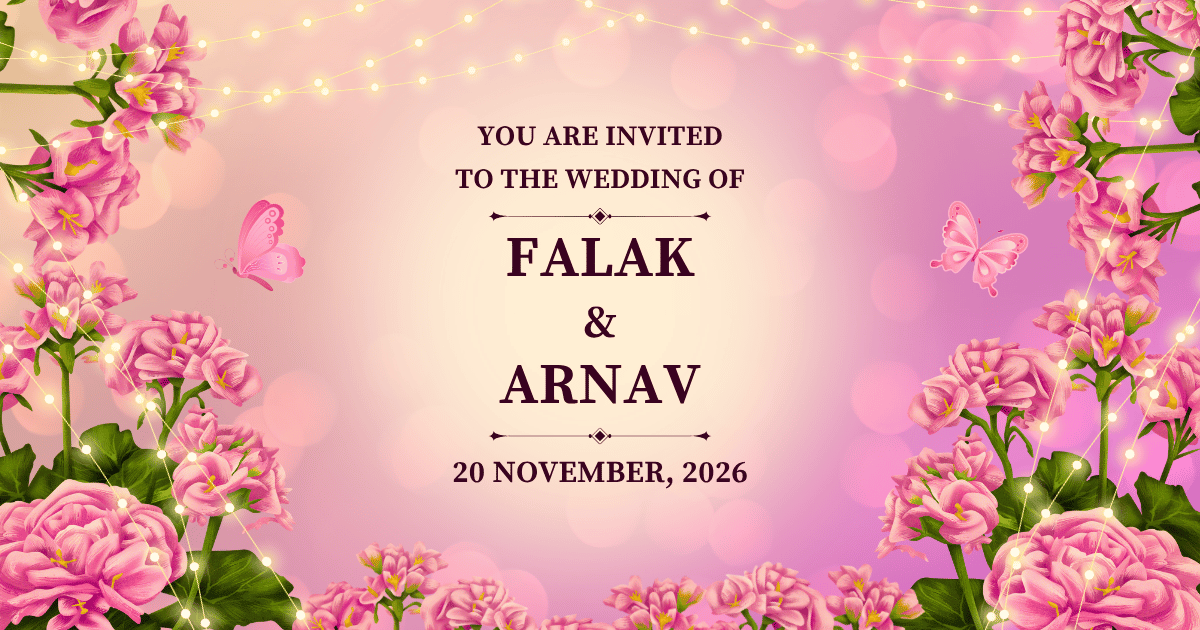 YOU ARE INVITED
TO THE WEDDING OF
FALAK
&
ARNAV
20 NOVEMBER, 2026